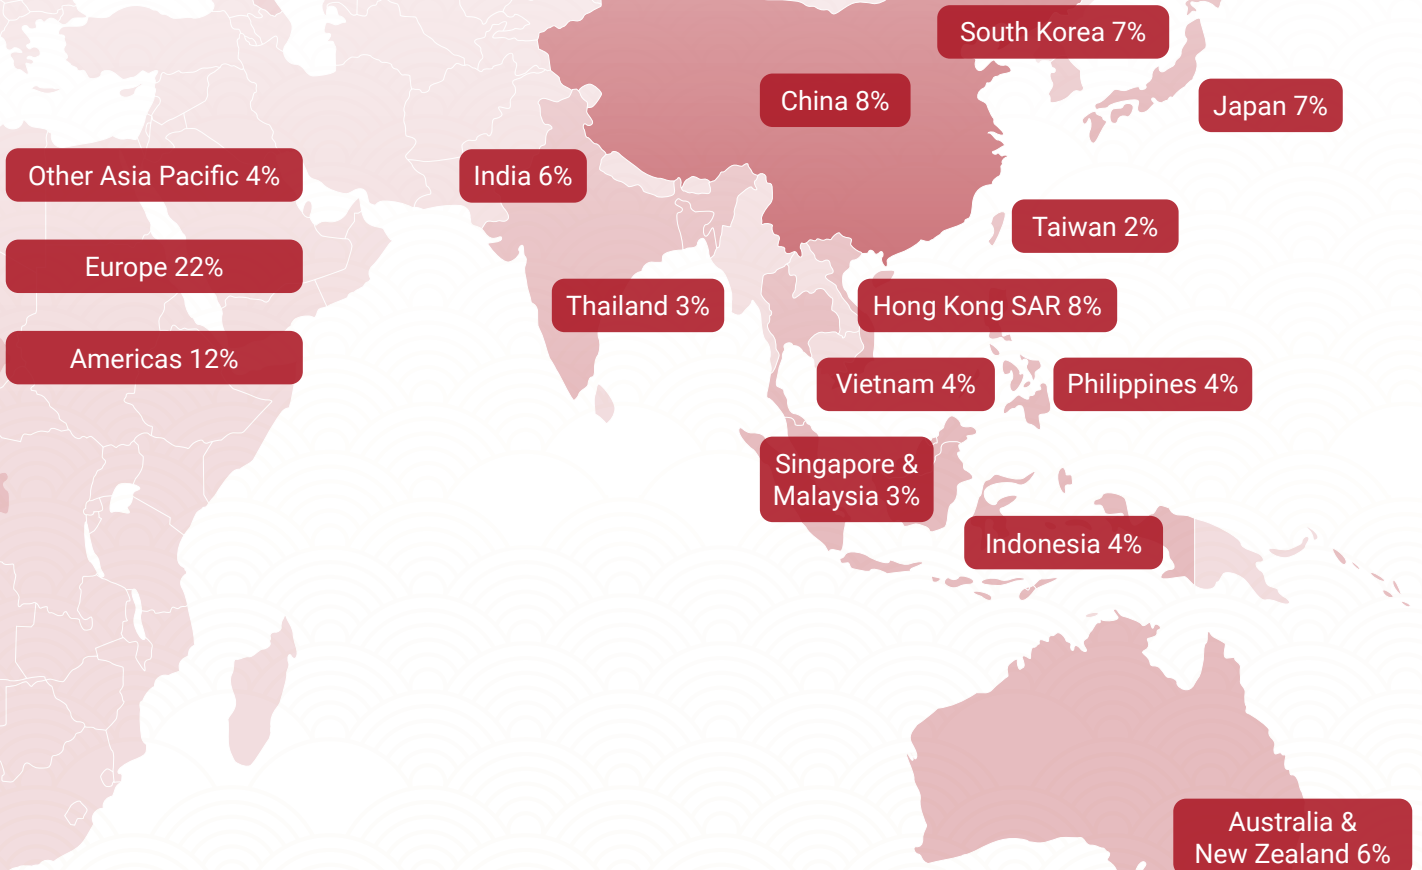 South Korea 7%
China 8%
Japan 7%
Other Asia Pacific 4%
India 6%
Taiwan 2%
Europe 22%
Thailand 3%
Hong Kong SAR 8%
Americas 12%
Vietnam 4%
Philippines 4%
Singapore &
Malaysia 3%
Indonesia 4%
Australia &
New Zealand 6%